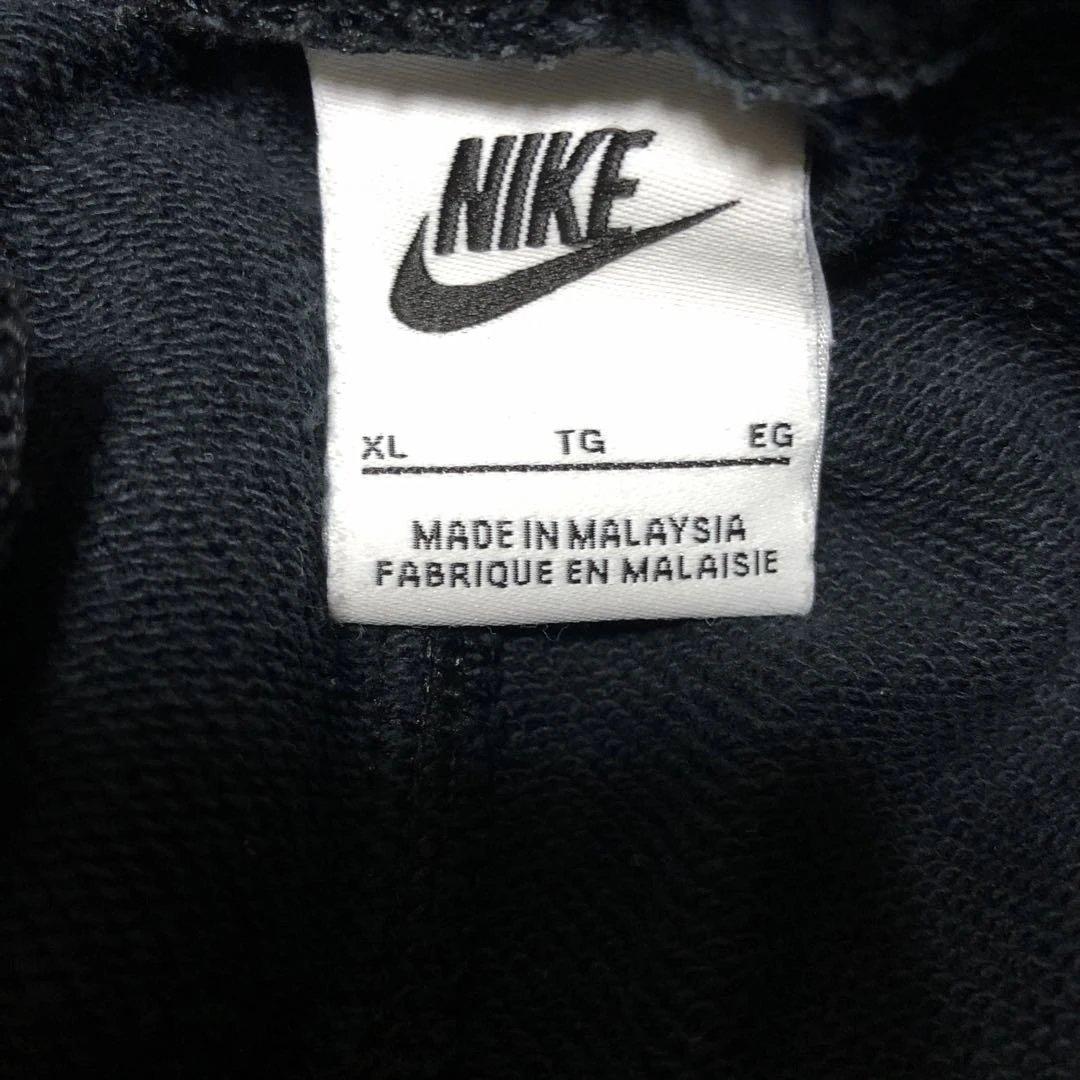 NIKE
XL TG EG
MADE IN MALAYSIA
FABRIQUE EN MALAISIE